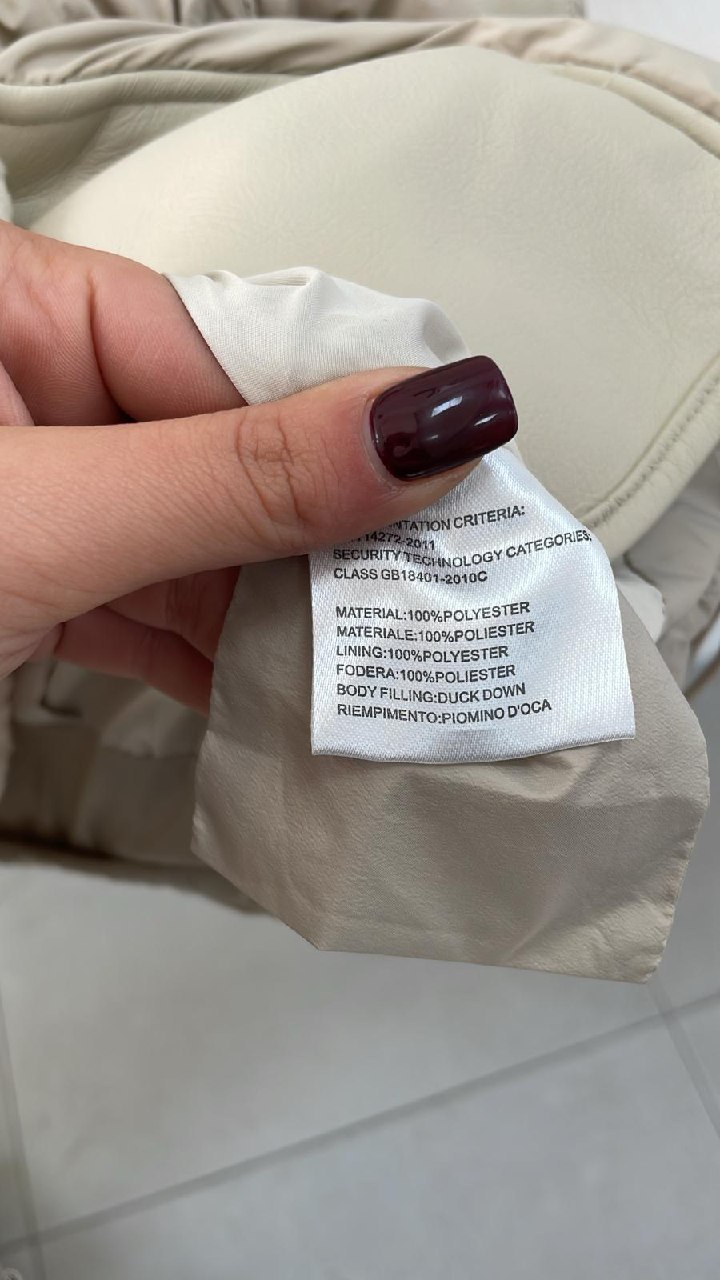 CRITERIA:
14272-2011
SECURITY TECHNOLOGY CATEGORIES:
CLASS GB18401-2010C
MATERIAL:100%POLYESTER
MATERIALE:100%POLIESTER
LINING:100%POLYESTER
FODERA:100%POLIESTER
BODY FILLING:DUCK DOWN
RIEMPIMENTO:PIOMINO D'OCA